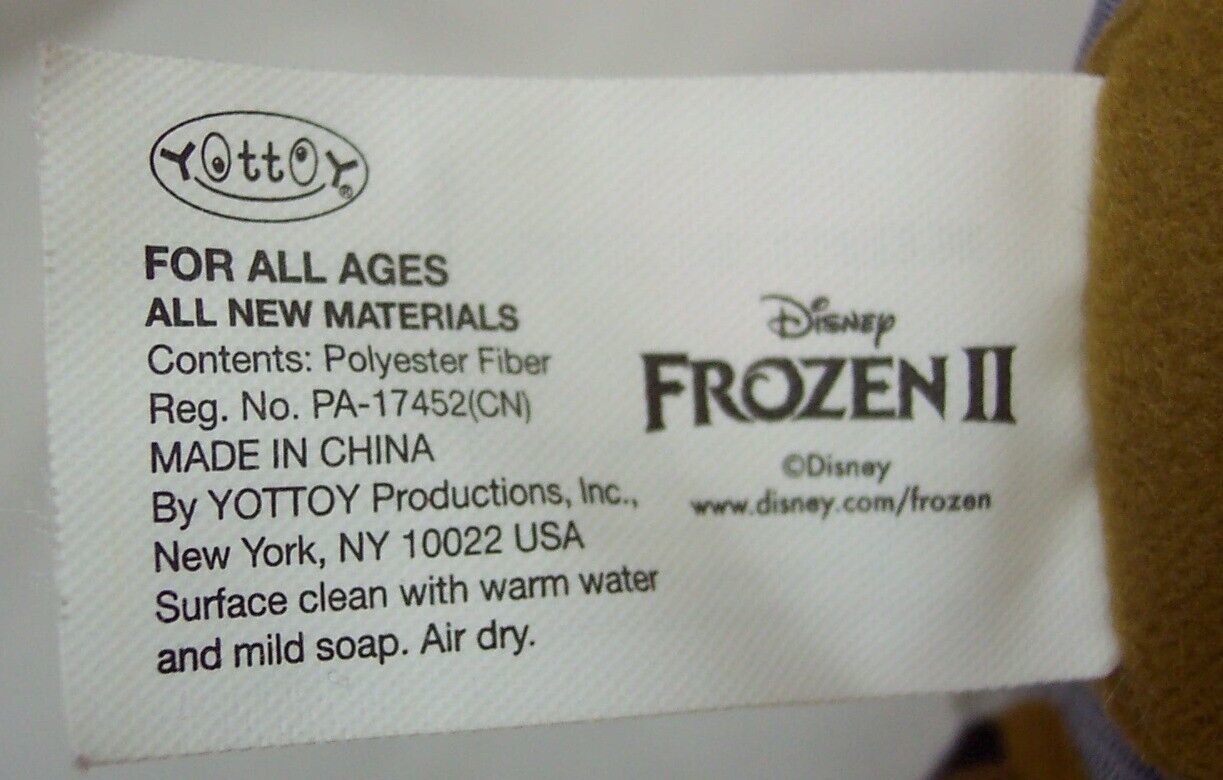 YOttOY®
FOR ALL AGES
ALL NEW MATERIALS
Contents: Polyester Fiber
Reg. No. PA-17452(CN)
MADE IN CHINA
By YOTTOY Productions, Inc.,
New York, NY 10022 USA
Surface clean with warm water
and mild soap. Air dry.
Disney
FROZEN II
©Disney
www.disney.com/frozen